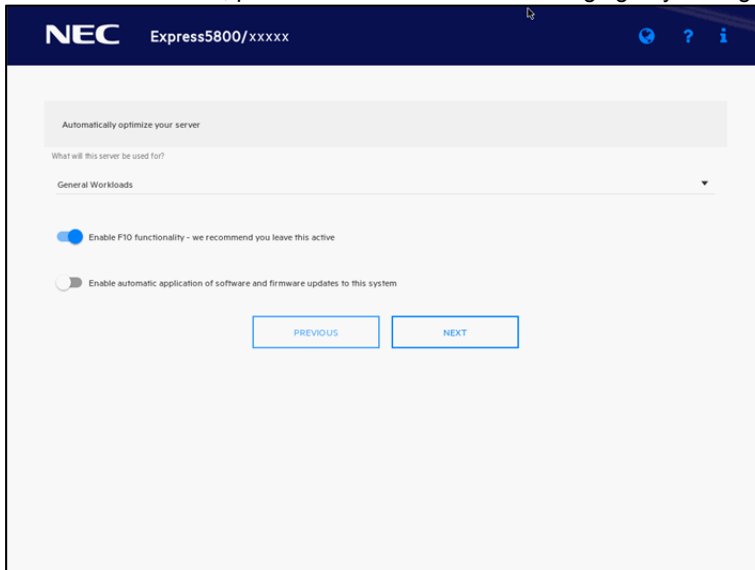 NEC Express5800/xxxxx ? i
Automatically optimize your server
What will this server be used for?
General Workloads
Enable F10 functionality - we recommend you leave this active
Enable automatic application of software and firmware updates to this system
PREVIOUS NEXT